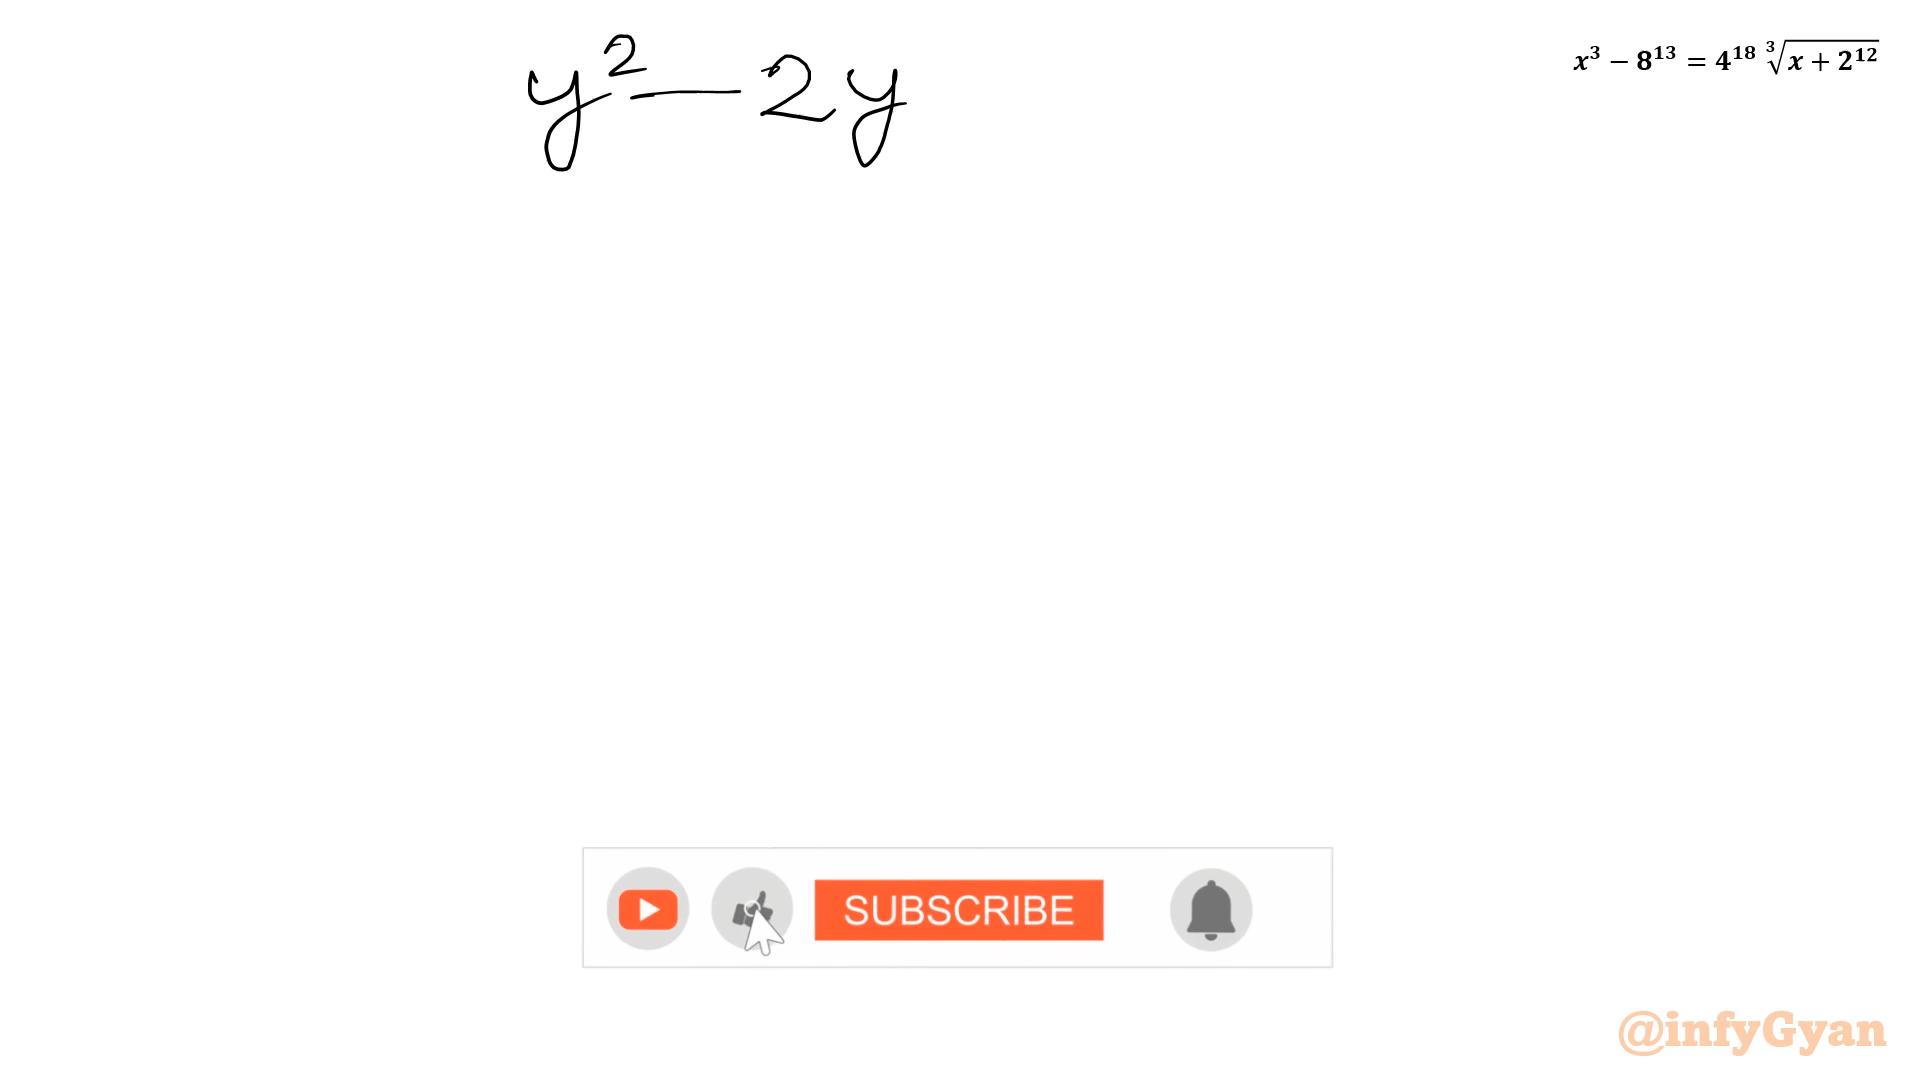 y² — 2y
x³ − 8¹³ = 4¹⁸ ∛(x + 2¹²)
SUBSCRIBE
@infyGyan